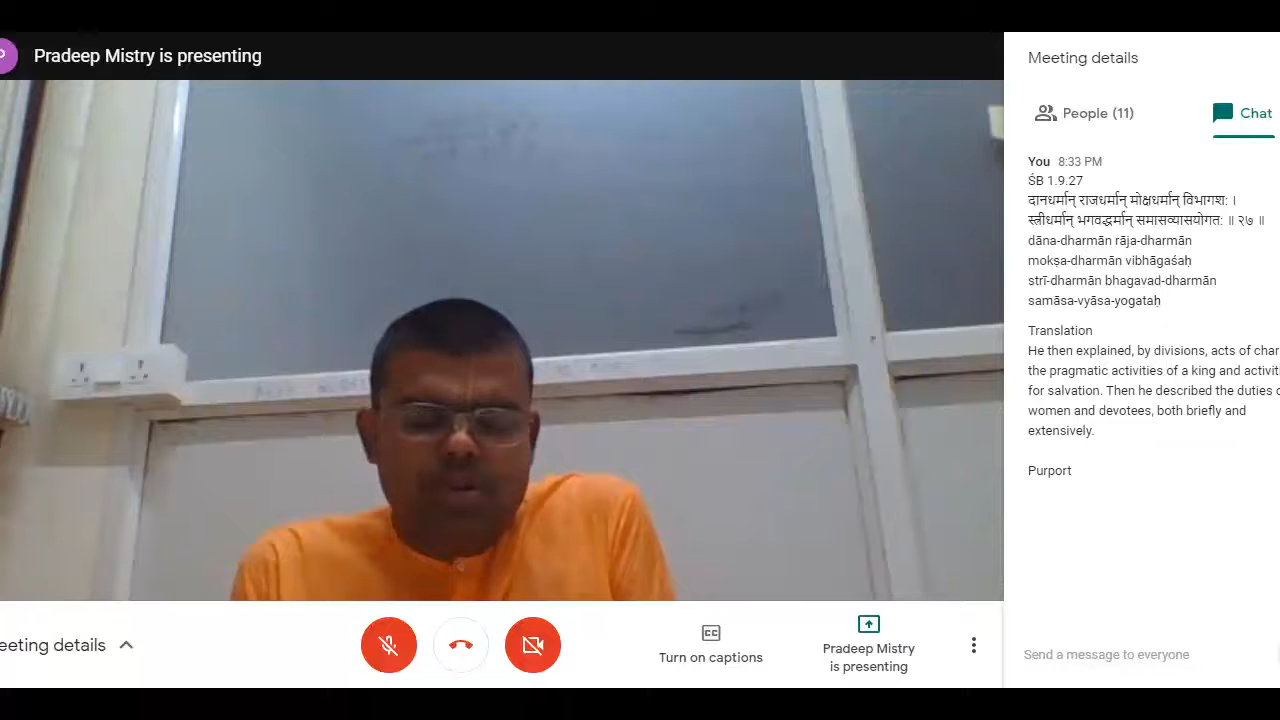 P
Pradeep Mistry is presenting
Meeting details
People (11)
Chat
You 8:33 PM
ŚB 1.9.27
दानधर्मान् राजधर्मान् मोक्षधर्मान् विभागश: ।
स्त्रीधर्मान् भगवद्धर्मान् समासव्यासयोगत: ॥ २७ ॥
dāna-dharmān rāja-dharmān
mokṣa-dharmān vibhāgaśaḥ
strī-dharmān bhagavad-dharmān
samāsa-vyāsa-yogataḥ
Translation
He then explained, by divisions, acts of char
the pragmatic activities of a king and activiti
for salvation. Then he described the duties o
women and devotees, both briefly and
extensively.
Purport
eeting details
Turn on captions
Pradeep Mistry
is presenting
Send a message to everyone